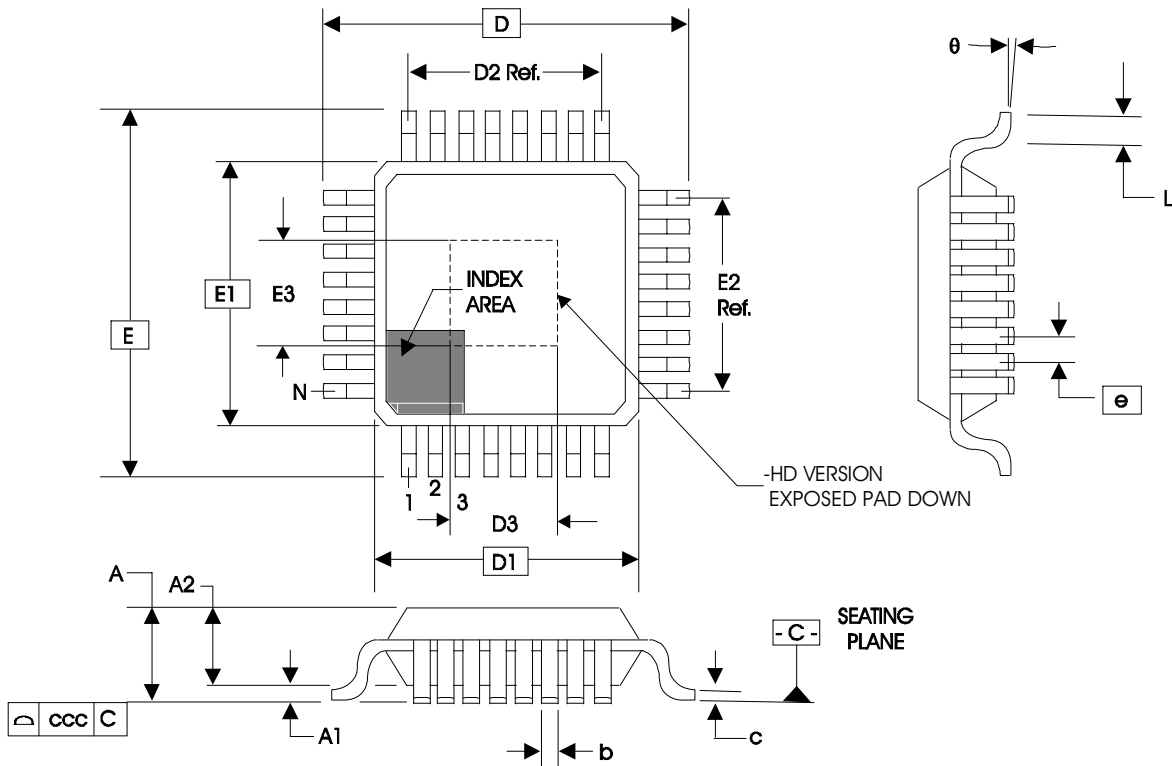 D
D2 Ref.
θ
L
E1
E3
INDEX
AREA
E2
Ref.
E
N
e
1
2
3
-HD VERSION
EXPOSED PAD DOWN
D3
D1
A
A2
- C -
SEATING
PLANE
ccc C
A1
b
c